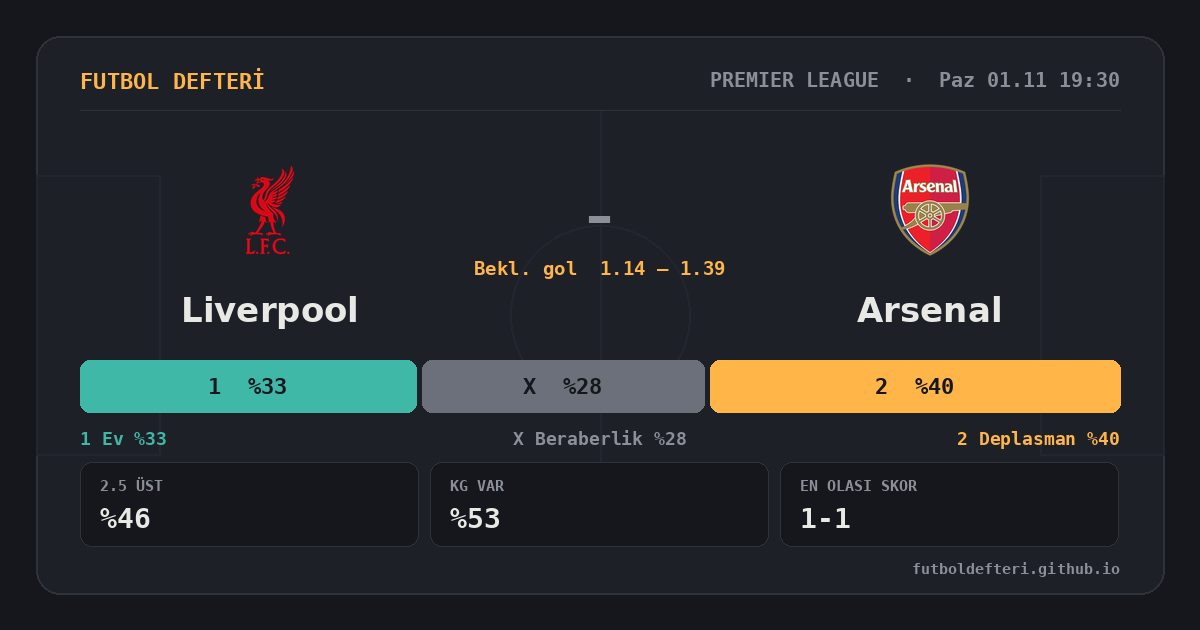 FUTBOL DEFTERİ
PREMIER LEAGUE · Paz 01.11 19:30
L.F.C.
Arsenal
-
Bekl. gol 1.14 – 1.39
Liverpool
Arsenal
1 %33
X %28
2 %40
1 Ev %33
X Beraberlik %28
2 Deplasman %40
2.5 ÜST
KG VAR
EN OLASI SKOR
%46
%53
1-1
futboldefteri.github.io